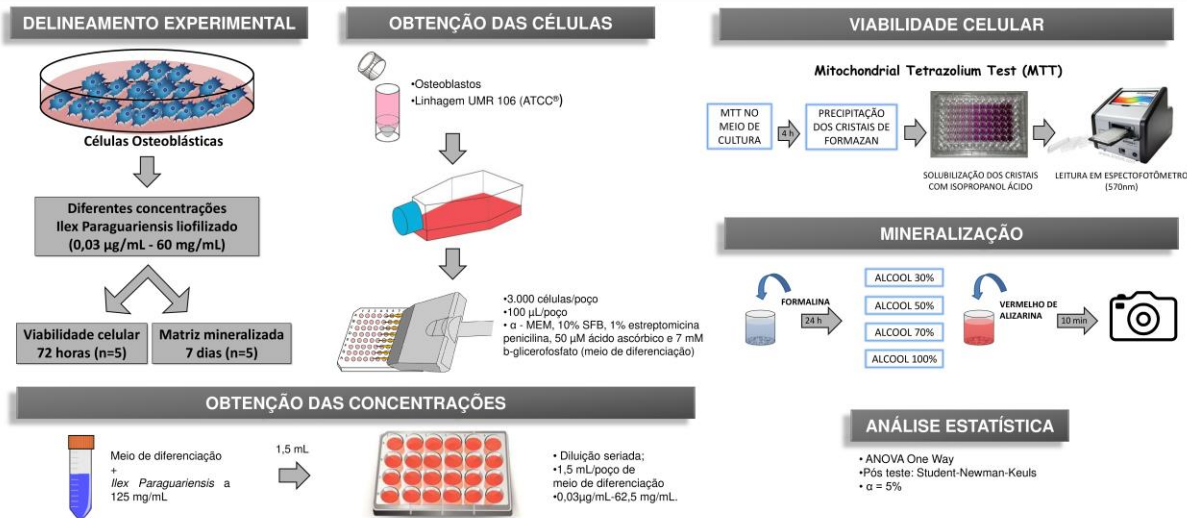 DELINEAMENTO EXPERIMENTAL
Células Osteoblásticas
Diferentes concentrações
Ilex Paraguariensis liofilizado
(0,03 µg/mL - 60 mg/mL)
Viabilidade celular
72 horas (n=5)
Matriz mineralizada
7 dias (n=5)
OBTENÇÃO DAS CÉLULAS
•Osteoblastos
•Linhagem UMR 106 (ATCC®)
•3.000 células/poço
•100 µL/poço
• α - MEM, 10% SFB, 1% estreptomicina
penicilina, 50 µM ácido ascórbico e 7 mM
b-glicerofosfato (meio de diferenciação)
VIABILIDADE CELULAR
Mitochondrial Tetrazolium Test (MTT)
MTT NO
MEIO DE
CULTURA
4 h
PRECIPITAÇÃO
DOS CRISTAIS DE
FORMAZAN
SOLUBILIZAÇÃO DOS CRISTAIS
COM ISOPROPANOL ÁCIDO
LEITURA EM ESPECTOFOTÔMETRO
(570nm)
MINERALIZAÇÃO
FORMALINA
24 h
ALCOOL 30%
ALCOOL 50%
ALCOOL 70%
ALCOOL 100%
VERMELHO DE
ALIZARINA
10 min
OBTENÇÃO DAS CONCENTRAÇÕES
Meio de diferenciação
+
Ilex Paraguariensis a
125 mg/mL
1,5 mL
• Diluição seriada;
•1,5 mL/poço de
meio de diferenciação
•0,03µg/mL-62,5 mg/mL.
ANÁLISE ESTATÍSTICA
• ANOVA One Way
•Pós teste: Student-Newman-Keuls
• α = 5%